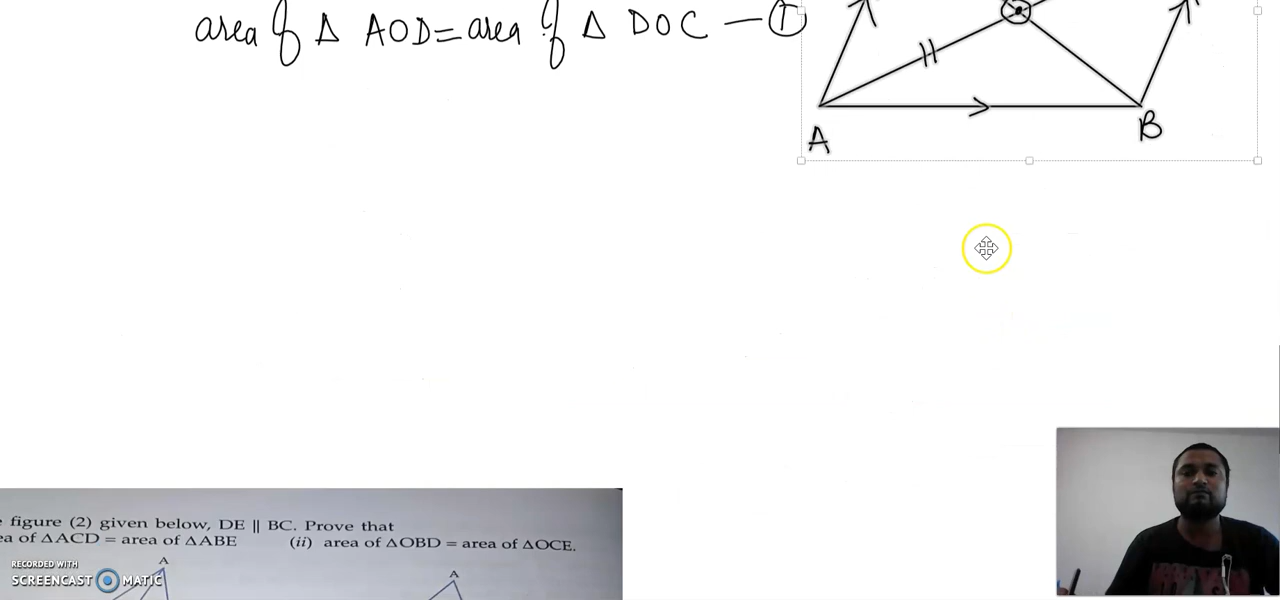 area of Δ AOD = area of Δ DOC — ①
A
B
figure (2) given below, DE || BC. Prove that
ea of ΔACD = area of ΔABE (ii) area of ΔOBD = area of ΔOCE.
A
A
RECORDED WITH
SCREENCAST MATIC